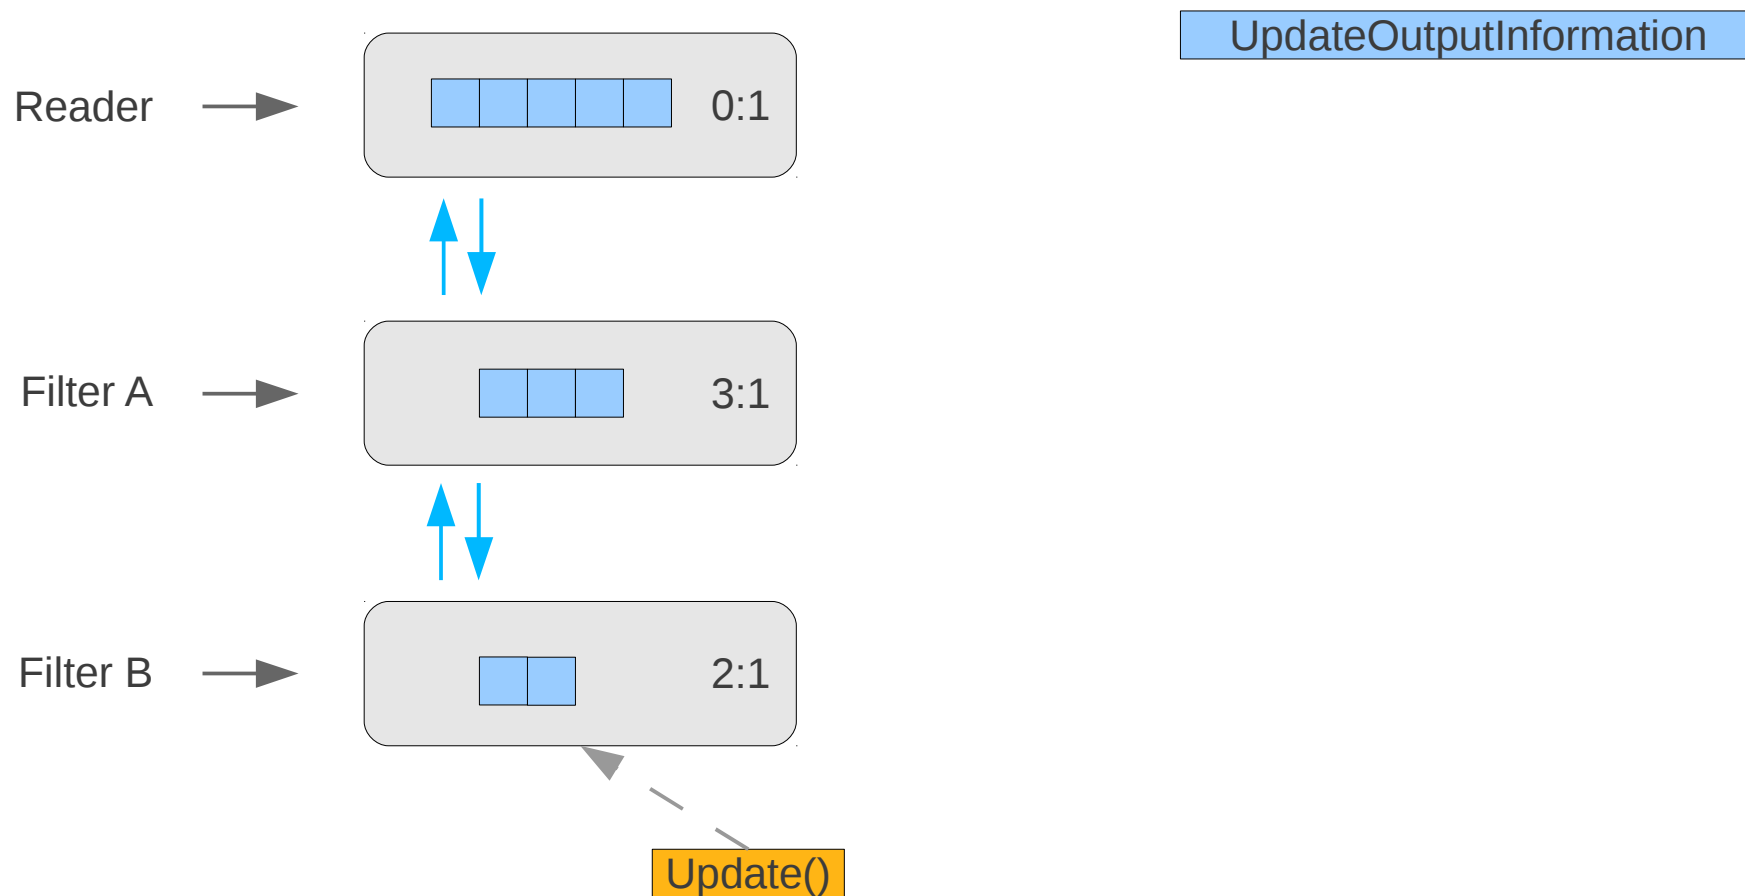 UpdateOutputInformation
Reader
0:1
Filter A
3:1
Filter B
2:1
Update()